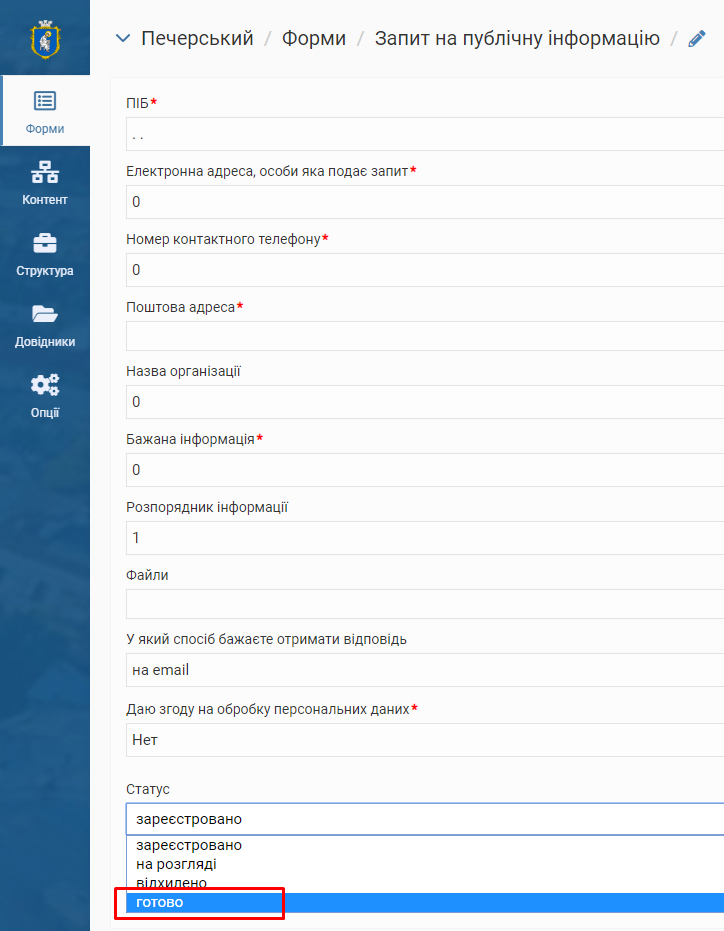 Печерський / Форми / Запит на публічну інформацію /
Форми
Контент
Структура
Довідники
Опції
ПІБ*
. .
Електронна адреса, особи яка подає запит*
0
Номер контактного телефону*
0
Поштова адреса*
Назва організації
0
Бажана інформація*
0
Розпорядник інформації
1
Файли
У який спосіб бажаєте отримати відповідь
на email
Даю згоду на обробку персональних даних*
Нет
Статус
зареєстровано
зареєстровано
на розгляді
відхилено
готово